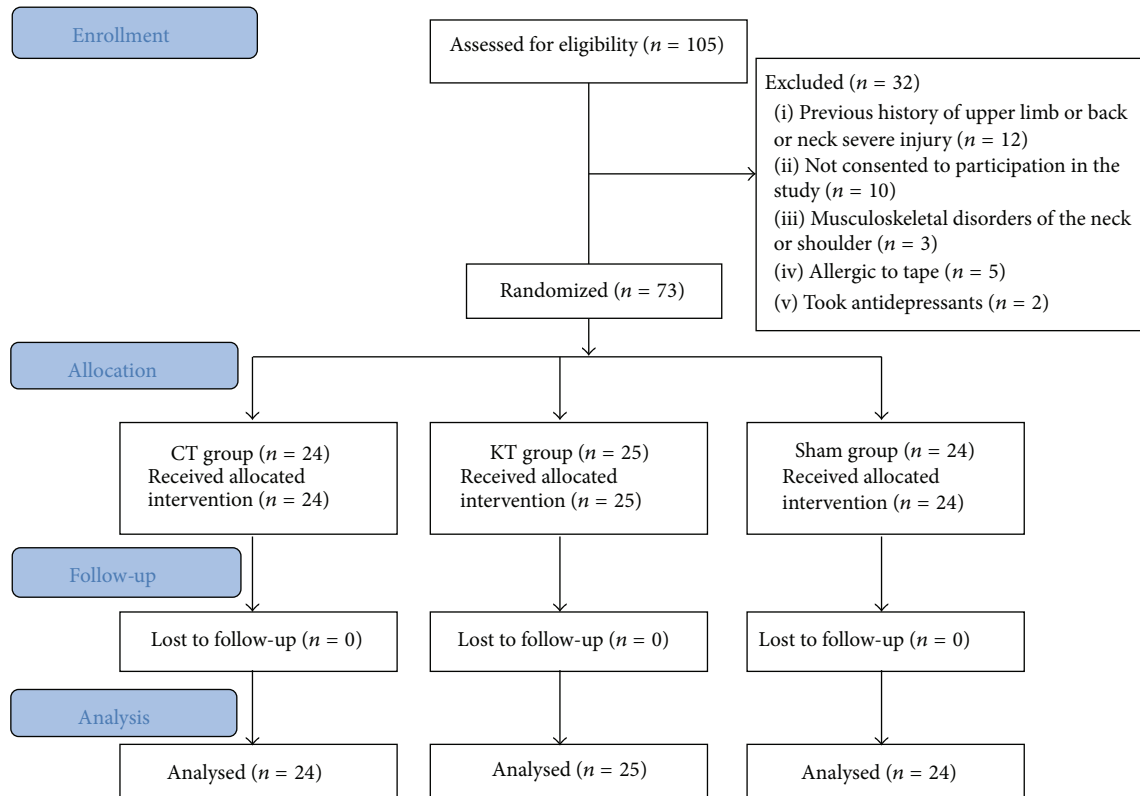 Enrollment
Assessed for eligibility (n = 105)
Excluded (n = 32)
(i) Previous history of upper limb or back
or neck severe injury (n = 12)
(ii) Not consented to participation in the
study (n = 10)
(iii) Musculoskeletal disorders of the neck
or shoulder (n = 3)
(iv) Allergic to tape (n = 5)
(v) Took antidepressants (n = 2)
Randomized (n = 73)
Allocation
CT group (n = 24)
Received allocated
intervention (n = 24)
KT group (n = 25)
Received allocated
intervention (n = 25)
Sham group (n = 24)
Received allocated
intervention (n = 24)
Follow-up
Lost to follow-up (n = 0)
Lost to follow-up (n = 0)
Lost to follow-up (n = 0)
Analysis
Analysed (n = 24)
Analysed (n = 25)
Analysed (n = 24)